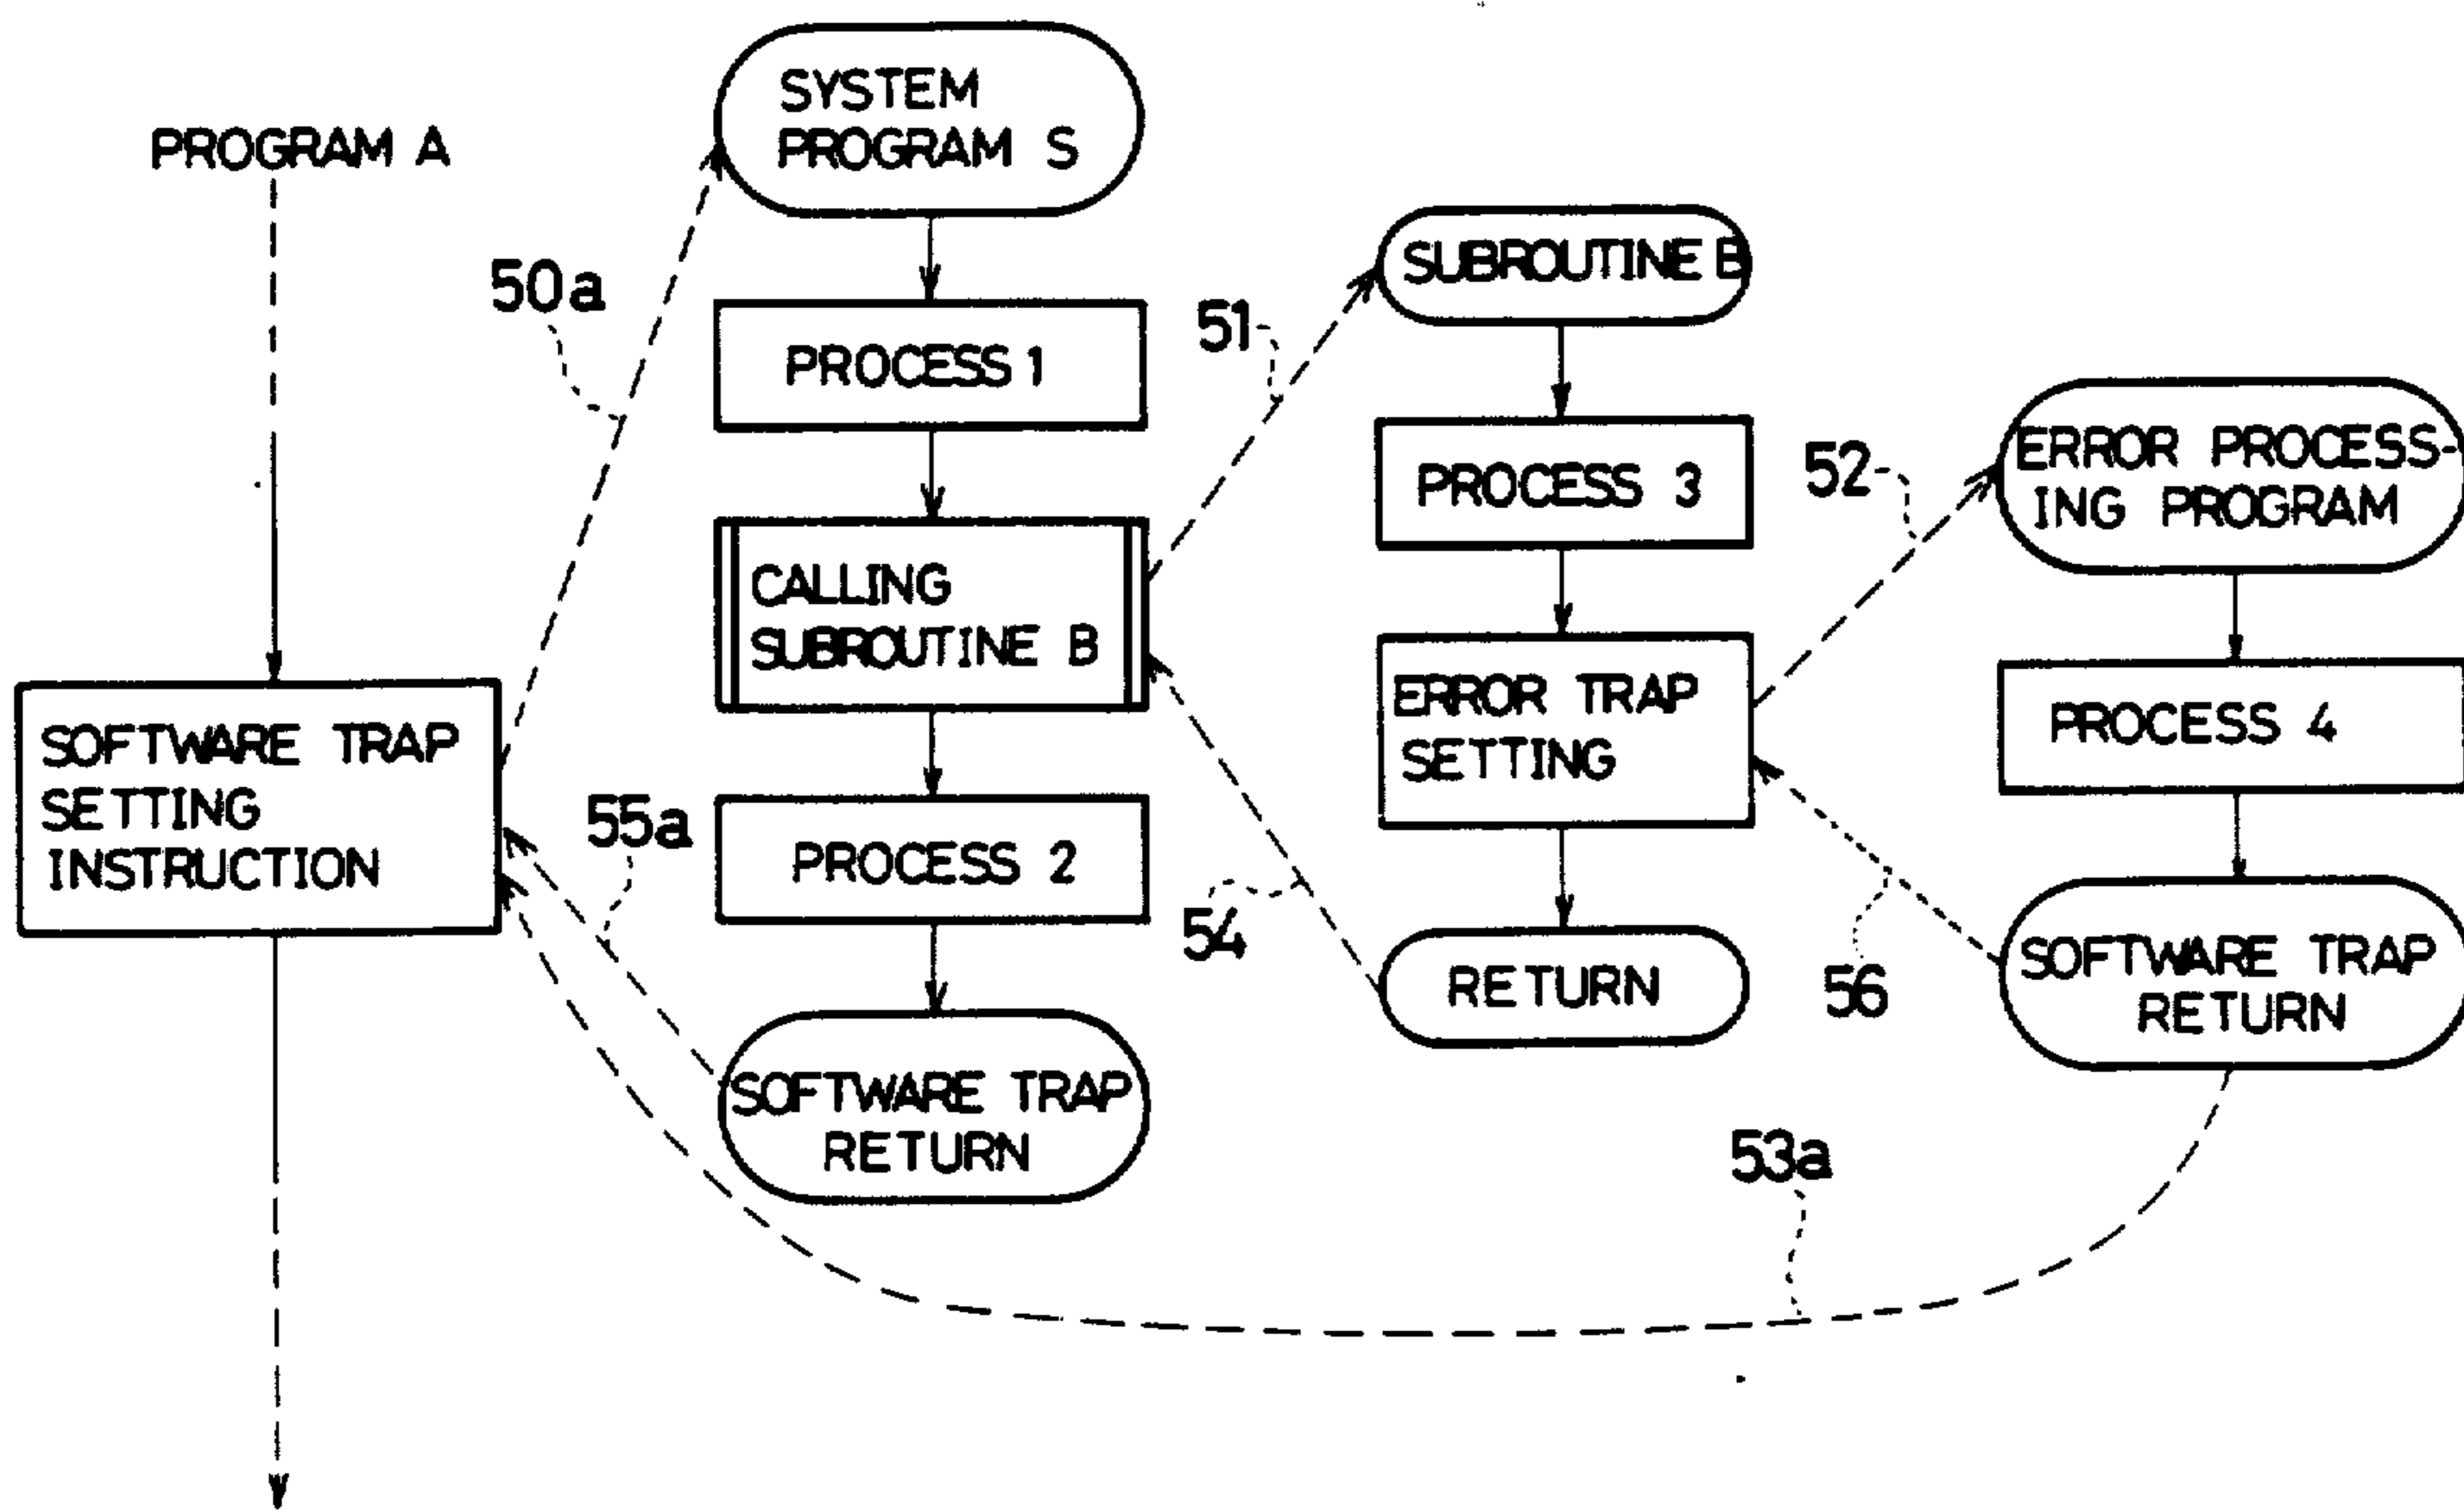 PROGRAM A
50a
SOFTWARE TRAP
SETTING
INSTRUCTION
55a
SYSTEM
PROGRAM S
PROCESS 1
CALLING
SUBROUTINE B
PROCESS 2
SOFTWARE TRAP
RETURN
51
54
SUBROUTINE B
PROCESS 3
ERROR TRAP
SETTING
RETURN
52
56
53a
ERROR PROCESS-
ING PROGRAM
PROCESS 4
SOFTWARE TRAP
RETURN